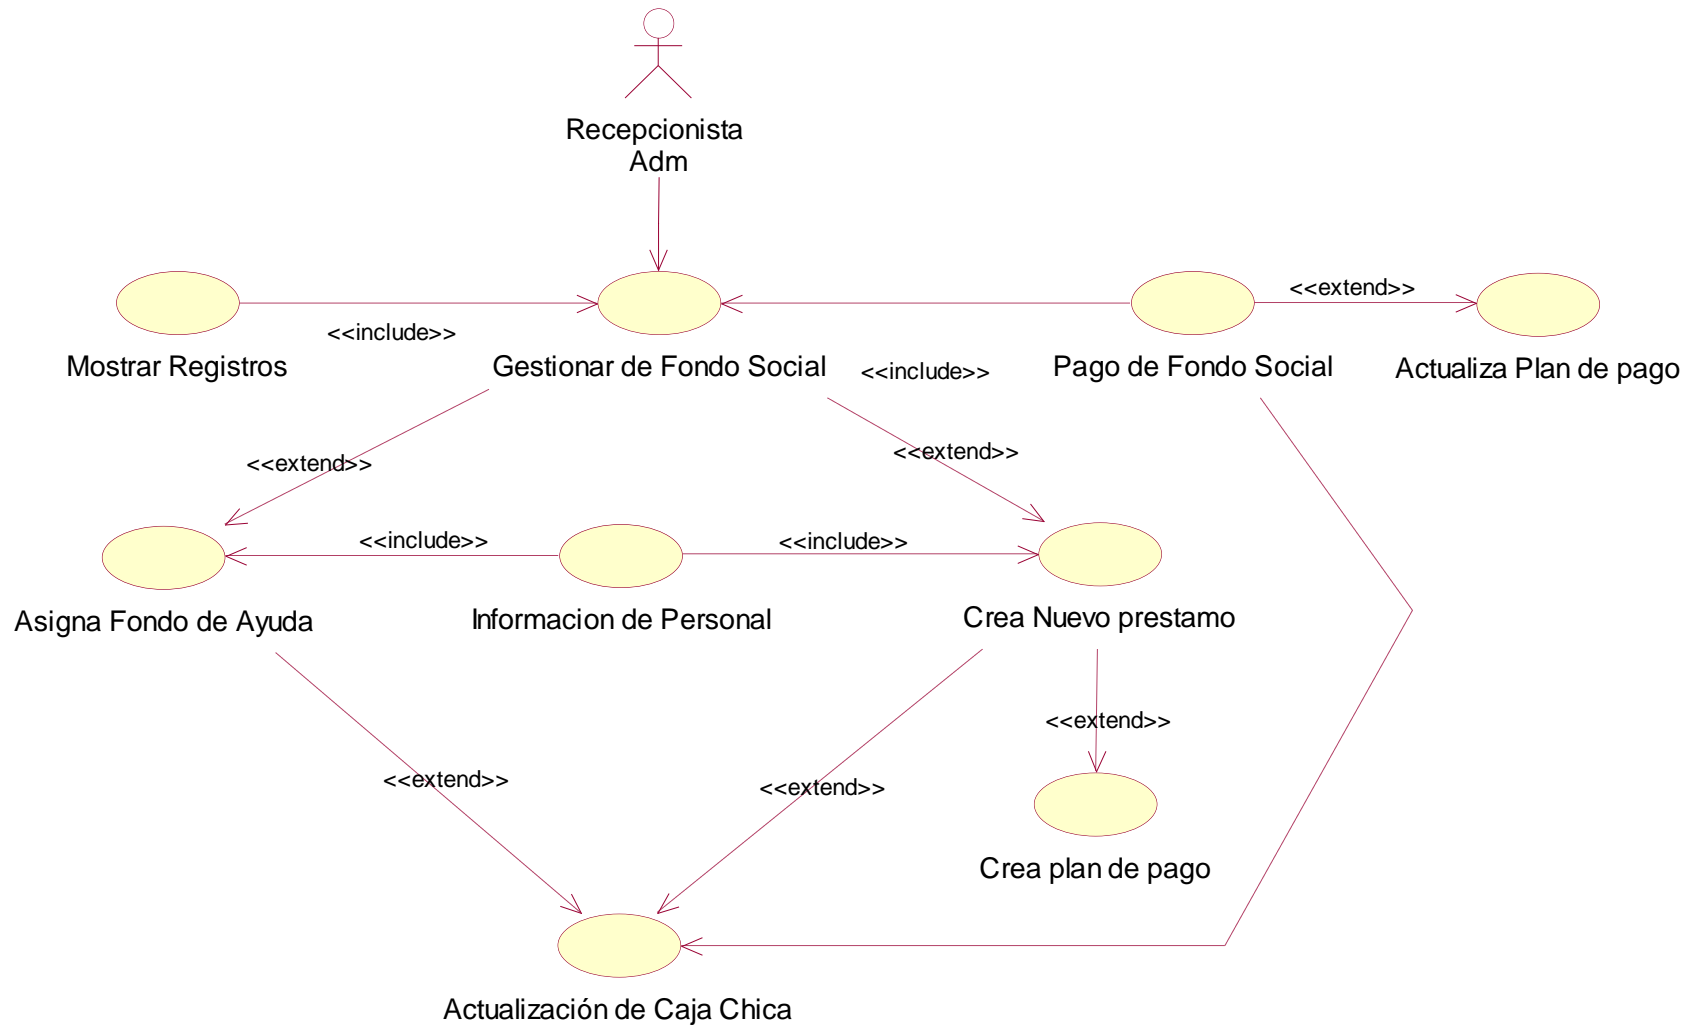 Recepcionista
Adm
<<extend>>
<<include>>
Mostrar Registros
Gestionar de Fondo Social
<<include>>
Pago de Fondo Social
Actualiza Plan de pago
<<extend>>
<<extend>>
<<include>>
<<include>>
Asigna Fondo de Ayuda
Informacion de Personal
Crea Nuevo prestamo
<<extend>>
<<extend>>
<<extend>>
Crea plan de pago
Actualización de Caja Chica